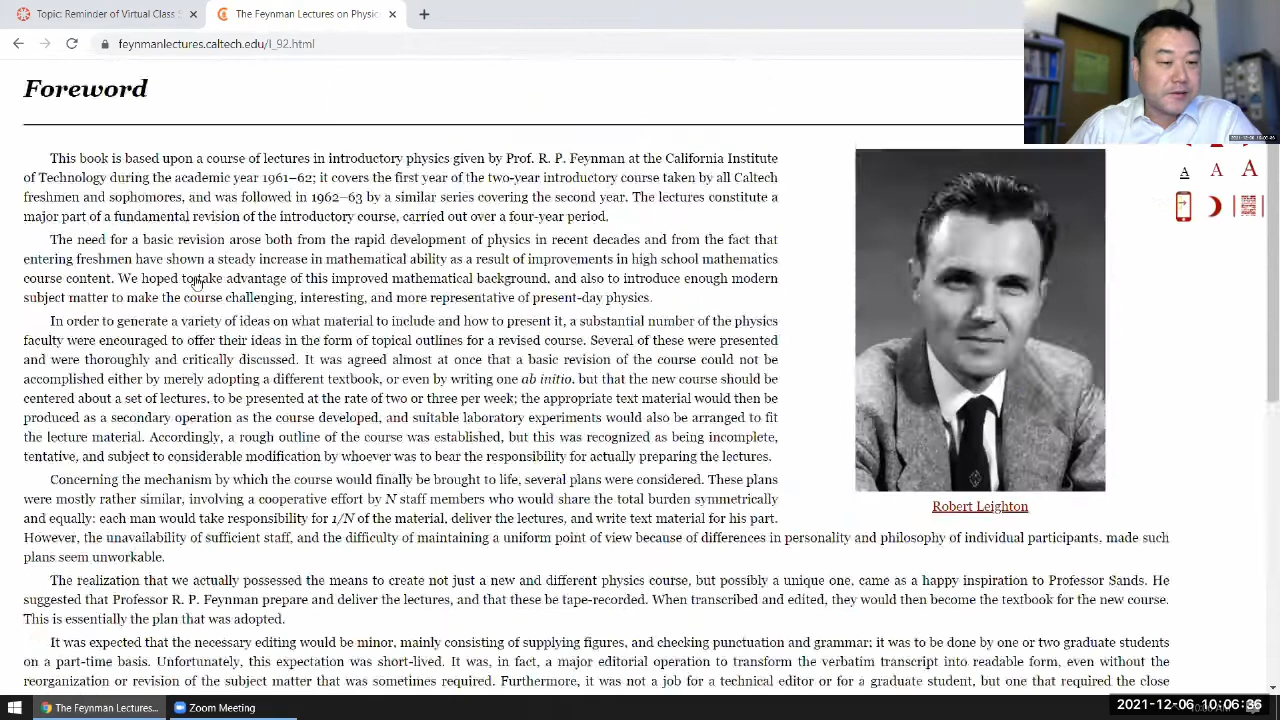 Topic: Reminder of Virtual Class
The Feynman Lectures on Physic
feynmanlectures.caltech.edu/I_92.html
Foreword
This book is based upon a course of lectures in introductory physics given by Prof. R. P. Feynman at the California Institute
of Technology during the academic year 1961–62; it covers the first year of the two-year introductory course taken by all Caltech
freshmen and sophomores, and was followed in 1962–63 by a similar series covering the second year. The lectures constitute a
major part of a fundamental revision of the introductory course, carried out over a four-year period.
The need for a basic revision arose both from the rapid development of physics in recent decades and from the fact that
entering freshmen have shown a steady increase in mathematical ability as a result of improvements in high school mathematics
course content. We hoped to take advantage of this improved mathematical background, and also to introduce enough modern
subject matter to make the course challenging, interesting, and more representative of present-day physics.
In order to generate a variety of ideas on what material to include and how to present it, a substantial number of the physics
faculty were encouraged to offer their ideas in the form of topical outlines for a revised course. Several of these were presented
and were thoroughly and critically discussed. It was agreed almost at once that a basic revision of the course could not be
accomplished either by merely adopting a different textbook, or even by writing one ab initio, but that the new course should be
centered about a set of lectures, to be presented at the rate of two or three per week; the appropriate text material would then be
produced as a secondary operation as the course developed, and suitable laboratory experiments would also be arranged to fit
the lecture material. Accordingly, a rough outline of the course was established, but this was recognized as being incomplete,
tentative, and subject to considerable modification by whoever was to bear the responsibility for actually preparing the lectures.
Concerning the mechanism by which the course would finally be brought to life, several plans were considered. These plans
were mostly rather similar, involving a cooperative effort by N staff members who would share the total burden symmetrically
and equally: each man would take responsibility for 1/N of the material, deliver the lectures, and write text material for his part.
However, the unavailability of sufficient staff, and the difficulty of maintaining a uniform point of view because of differences in personality and philosophy of individual participants, made such
plans seem unworkable.
The realization that we actually possessed the means to create not just a new and different physics course, but possibly a unique one, came as a happy inspiration to Professor Sands. He
suggested that Professor R. P. Feynman prepare and deliver the lectures, and that these be tape-recorded. When transcribed and edited, they would then become the textbook for the new course.
This is essentially the plan that was adopted.
It was expected that the necessary editing would be minor, mainly consisting of supplying figures, and checking punctuation and grammar; it was to be done by one or two graduate students
on a part-time basis. Unfortunately, this expectation was short-lived. It was, in fact, a major editorial operation to transform the verbatim transcript into readable form, even without the
reorganization or revision of the subject matter that was sometimes required. Furthermore, it was not a job for a technical editor or for a graduate student, but one that required the close
A A A
Robert Leighton
The Feynman Lectures...
Zoom Meeting
2021-12-06 10:06:36